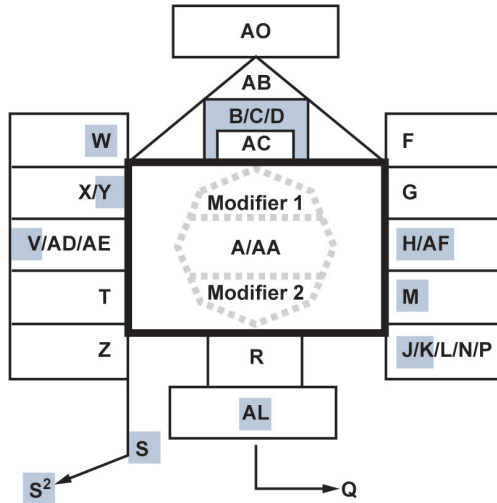 AO
AB
B/C/D
AC
W
F
X/Y
Modifier 1
G
V/AD/AE
A/AA
H/AF
T
Modifier 2
M
Z
R
J/K/L/N/P
AL
S
S²
Q